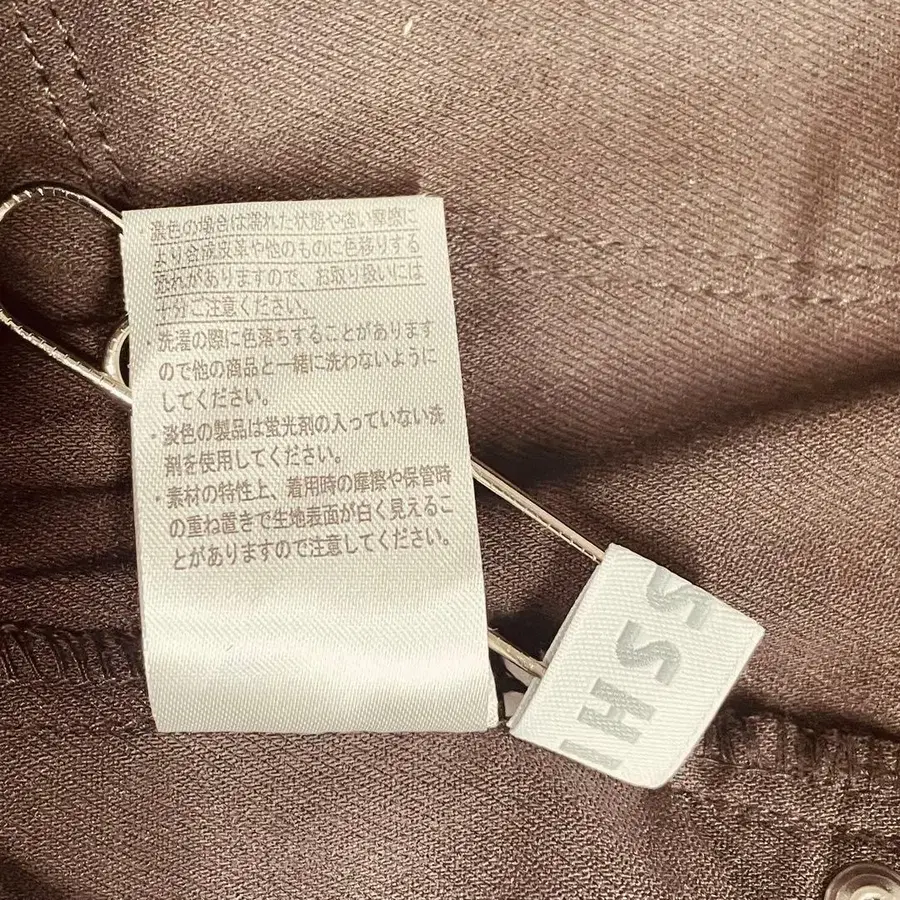 濃色の場合は濡れた状態や強い摩擦に
より合成皮革や他のものに色移りする
恐れがありますので、お取り扱いには
十分ご注意ください。
・洗濯の際に色落ちすることがあります
ので他の商品と一緒に洗わないように
してください。
・淡色の製品は蛍光剤の入っていない洗
剤を使用してください。
・素材の特性上、着用時の摩擦や保管時
の重ね置きで生地表面が白く見えるこ
とがありますので注意してください。
SSHI